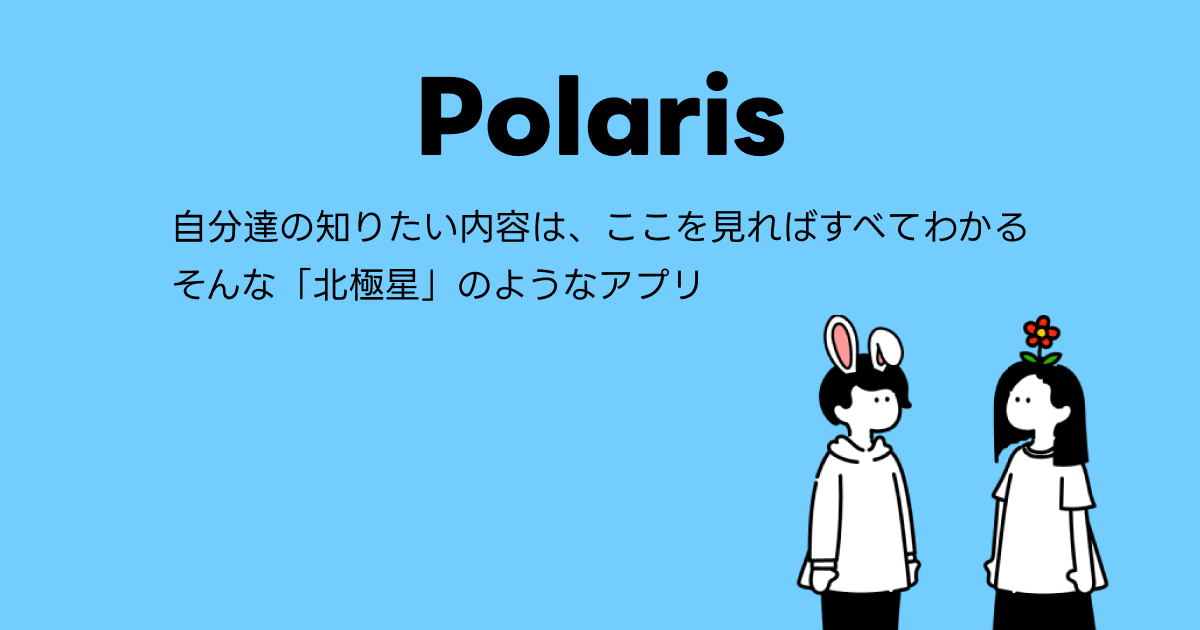 Polaris
自分達の知りたい内容は、ここを見ればすべてわかる
そんな「北極星」のようなアプリ